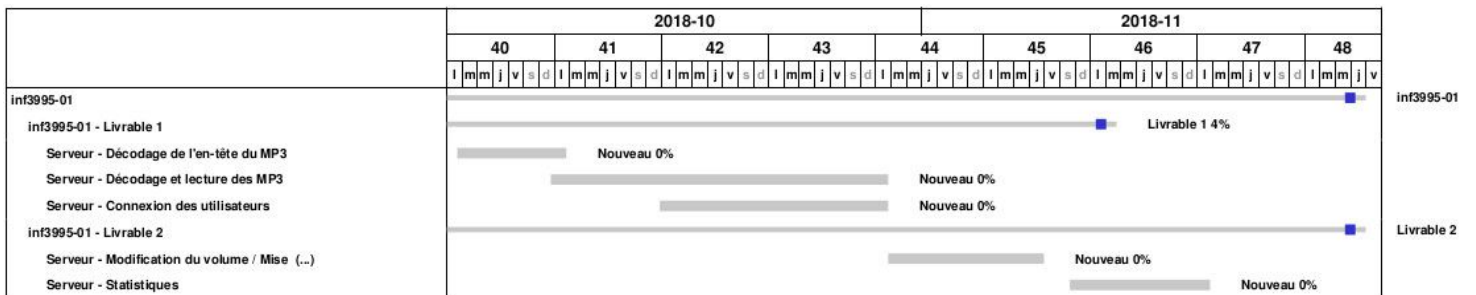 2018-10 2018-11
40 41 42 43 44 45 46 47 48
l m m j v s d l m m j v s d l m m j v s d l m m j v s d l m m j v s d l m m j v s d l m m j v s d l m m j v s d l m m j v
inf3995-01 inf3995-01
inf3995-01 - Livrable 1 Livrable 1 4%
Serveur - Décodage de l'en-tête du MP3 Nouveau 0%
Serveur - Décodage et lecture des MP3 Nouveau 0%
Serveur - Connexion des utilisateurs Nouveau 0%
inf3995-01 - Livrable 2 Livrable 2
Serveur - Modification du volume / Mise (...) Nouveau 0%
Serveur - Statistiques Nouveau 0%